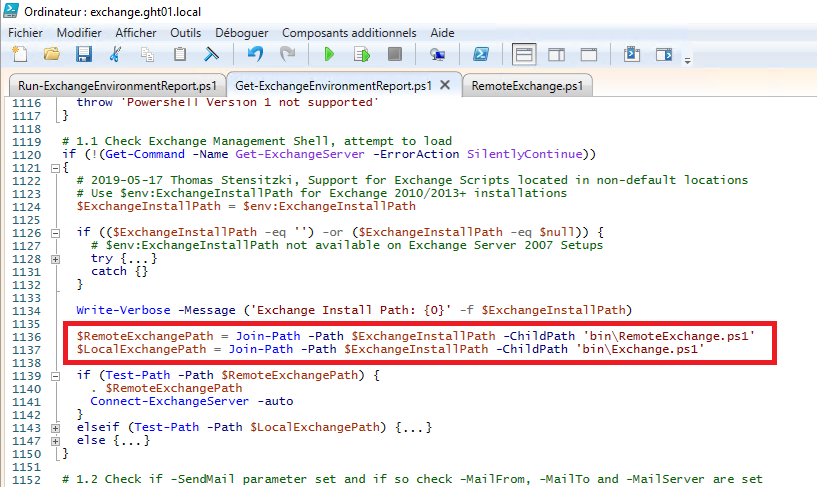 Ordinateur : exchange.ght01.local
Fichier Modifier Afficher Outils Déboguer Composants additionnels Aide
Run-ExchangeEnvironmentReport.ps1 Get-ExchangeEnvironmentReport.ps1 X RemoteExchange.ps1
1116 throw 'Powershell Version 1 not supported'
1117 }
1118
1119 # 1.1 Check Exchange Management Shell, attempt to load
1120 if (!(Get-Command -Name Get-ExchangeServer -ErrorAction SilentlyContinue))
1121 {
1122 # 2019-05-17 Thomas Stensitzki, Support for Exchange Scripts located in non-default locations
1123 # Use $env:ExchangeInstallPath for Exchange 2010/2013+ installations
1124 $ExchangeInstallPath = $env:ExchangeInstallPath
1125
1126 if (($ExchangeInstallPath -eq '') -or ($ExchangeInstallPath -eq $null)) {
1127 # $env:ExchangeInstallPath not available on Exchange Server 2007 Setups
1128 try {...}
1131 catch {}
1132 }
1133
1134 Write-Verbose -Message ('Exchange Install Path: {0}' -f $ExchangeInstallPath)
1135
1136 $RemoteExchangePath = Join-Path -Path $ExchangeInstallPath -ChildPath 'bin\RemoteExchange.ps1'
1137 $LocalExchangePath = Join-Path -Path $ExchangeInstallPath -ChildPath 'bin\Exchange.ps1'
1138
1139 if (Test-Path -Path $RemoteExchangePath) {
1140 . $RemoteExchangePath
1141 Connect-ExchangeServer -auto
1142 }
1143 elseif (Test-Path -Path $LocalExchangePath) {...}
1147 else {...}
1150 }
1151
1152 # 1.2 Check if -SendMail parameter set and if so check -MailFrom, -MailTo and -MailServer are set